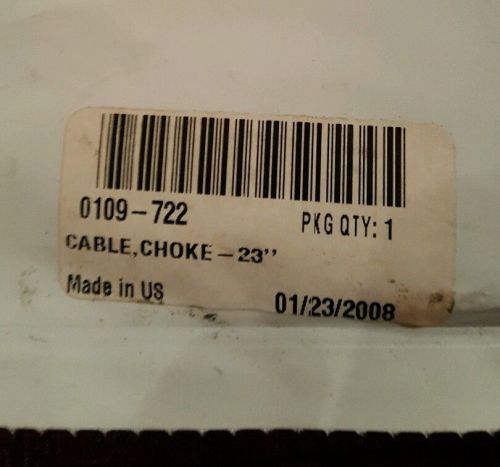 0109-722
PKG QTY: 1
CABLE,CHOKE-23''
Made in US
01/23/2008